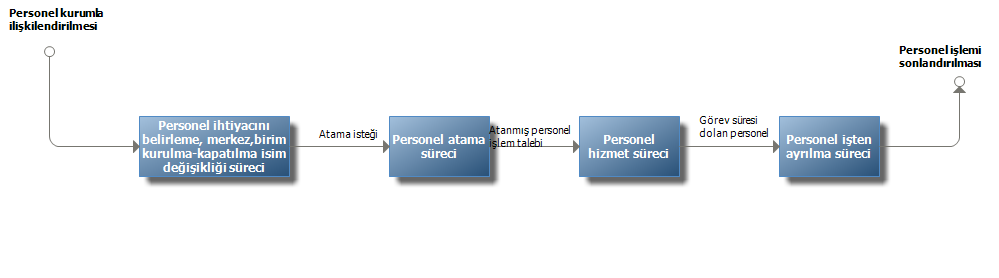 Personel kurumla
ilişkilendirilmesi
Personel işlemi
sonlandırılması
Personel ihtiyacını
belirleme, merkez,birim
kurulma-kapatılma isim
değişikliği süreci
Atama isteği
Personel atama
süreci
Atanmış personel
işlem talebi
Personel
hizmet süreci
Görev süresi
dolan personel
Personel işten
ayrılma süreci